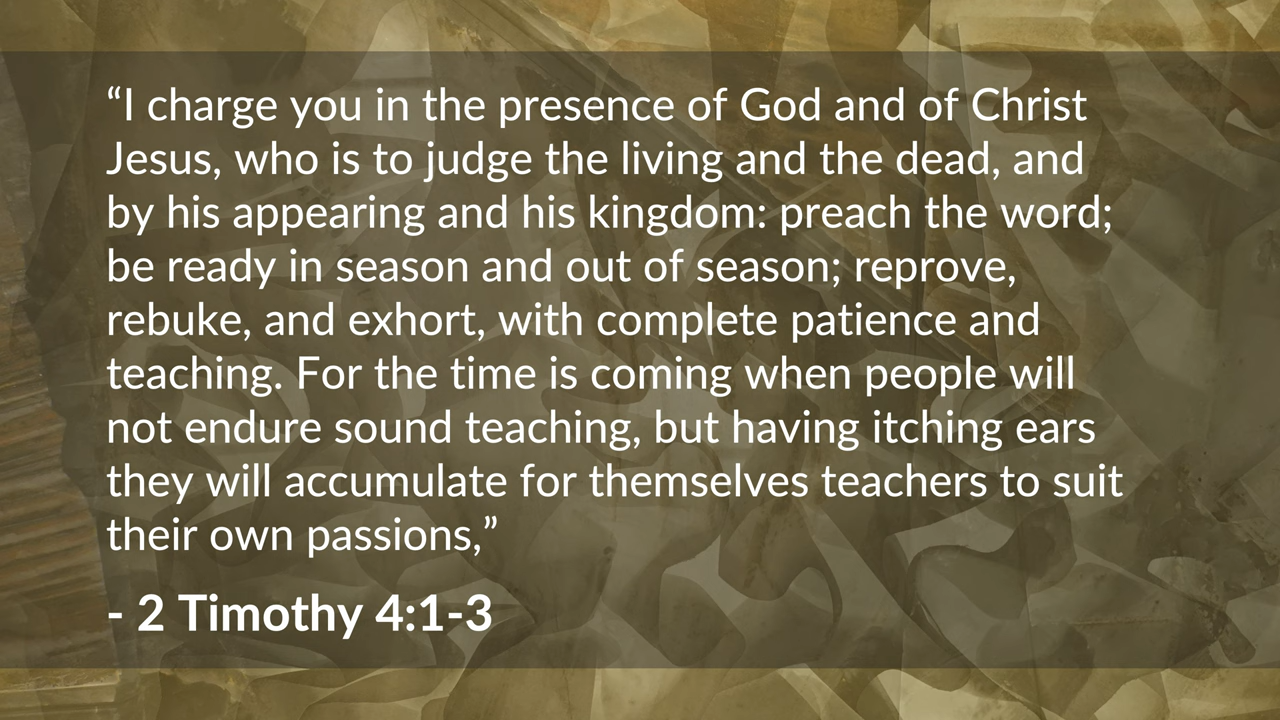 “I charge you in the presence of God and of Christ
Jesus, who is to judge the living and the dead, and
by his appearing and his kingdom: preach the word;
be ready in season and out of season; reprove,
rebuke, and exhort, with complete patience and
teaching. For the time is coming when people will
not endure sound teaching, but having itching ears
they will accumulate for themselves teachers to suit
their own passions,”
- 2 Timothy 4:1-3